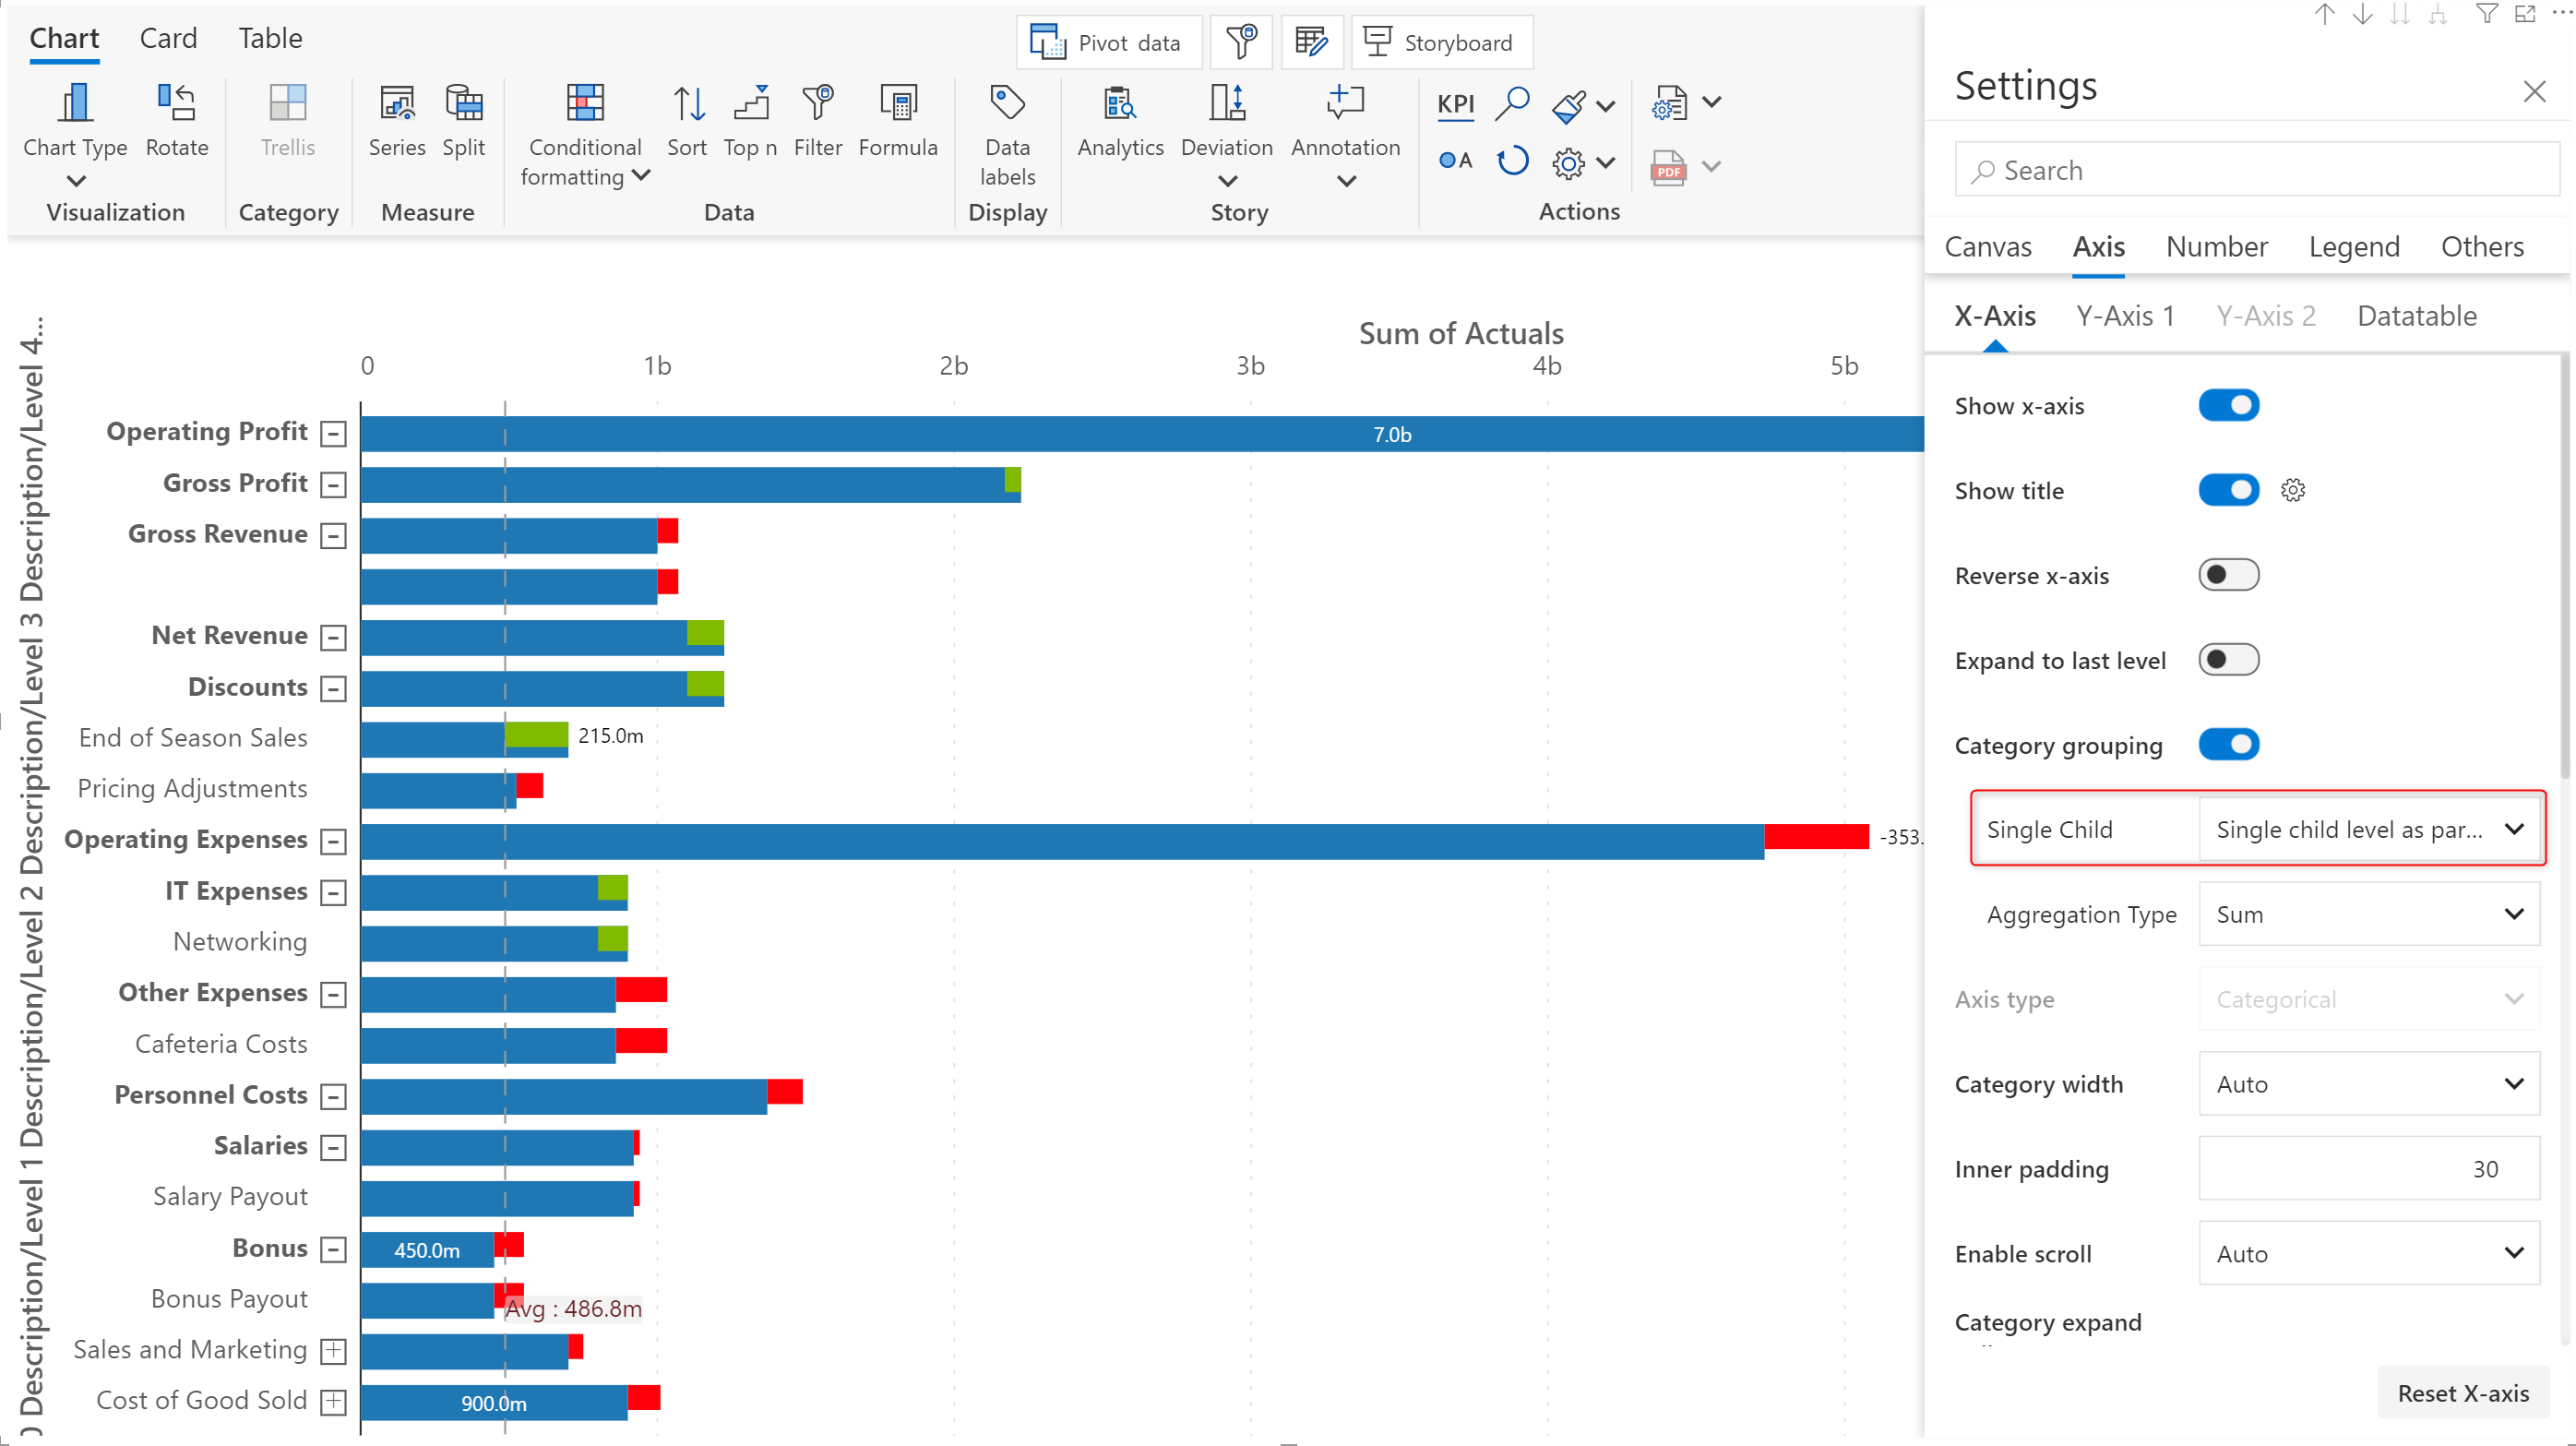 Chart Card Table
Pivot data Storyboard
Chart Type Rotate
Visualization
Trellis
Category
Series Split
Measure
Conditional formatting Sort Top n Filter Formula
Data
Data labels
Display
Analytics Deviation Annotation
Story
KPI
A
PDF
Actions
Sum of Actuals
0 1b 2b 3b 4b 5b
Description/Level 1 Description/Level 2 Description/Level 3 Description/Level 4...
Operating Profit 7.0b
Gross Profit
Gross Revenue
Net Revenue
Discounts
End of Season Sales 215.0m
Pricing Adjustments
Operating Expenses -353.
IT Expenses
Networking
Other Expenses
Cafeteria Costs
Personnel Costs
Salaries
Salary Payout
Bonus 450.0m
Bonus Payout
Avg : 486.8m
Sales and Marketing
Cost of Good Sold 900.0m
Settings
Search
Canvas Axis Number Legend Others
X-Axis Y-Axis 1 Y-Axis 2 Datatable
Show x-axis
Show title
Reverse x-axis
Expand to last level
Category grouping
Single Child Single child level as par...
Aggregation Type Sum
Axis type Categorical
Category width Auto
Inner padding 30
Enable scroll Auto
Category expand
Reset X-axis